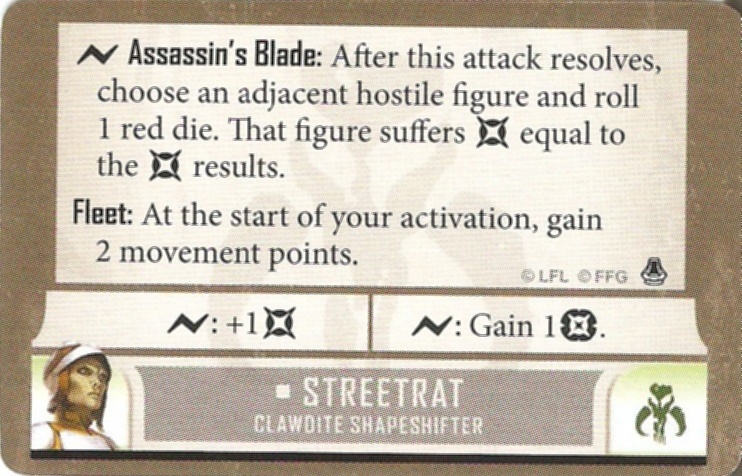 Assassin's Blade: After this attack resolves,
choose an adjacent hostile figure and roll
1 red die. That figure suffers equal to
the results.
Fleet: At the start of your activation, gain
2 movement points.
©LFL ©FFG
: +1
: Gain 1 .
STREETRAT
CLAWDITE SHAPESHIFTER